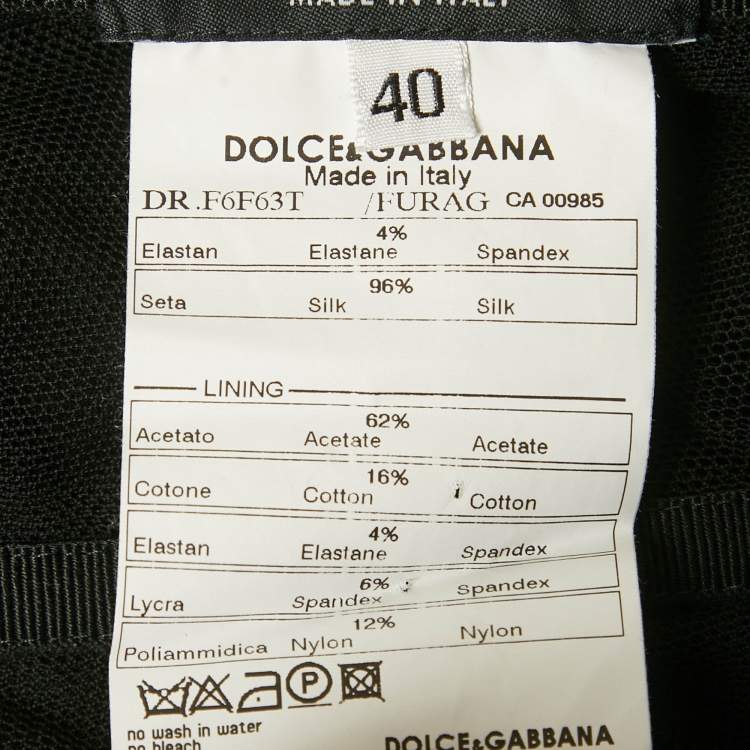 MADE IN ITALY
40
DOLCE&GABBANA
Made in Italy
DR.F6F63T /FURAG CA 00985
4%
Elastan Elastane Spandex
96%
Seta Silk Silk
LINING
62%
Acetato Acetate Acetate
16%
Cotone Cotton Cotton
4%
Elastan Elastane Spandex
6%
Lycra Spandex Spandex
12%
Poliammidica Nylon Nylon
P
no wash in water
no bleach
DOLCE&GABBANA